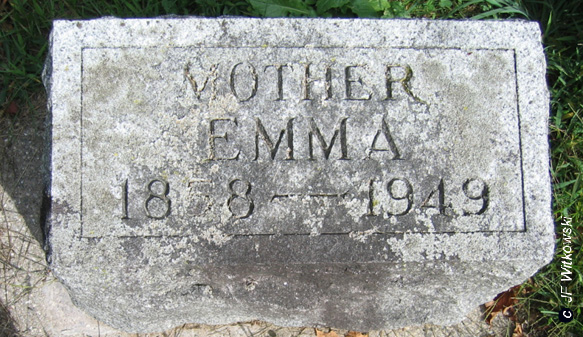 MOTHER
EMMA
— 1949
c JF Witkowski